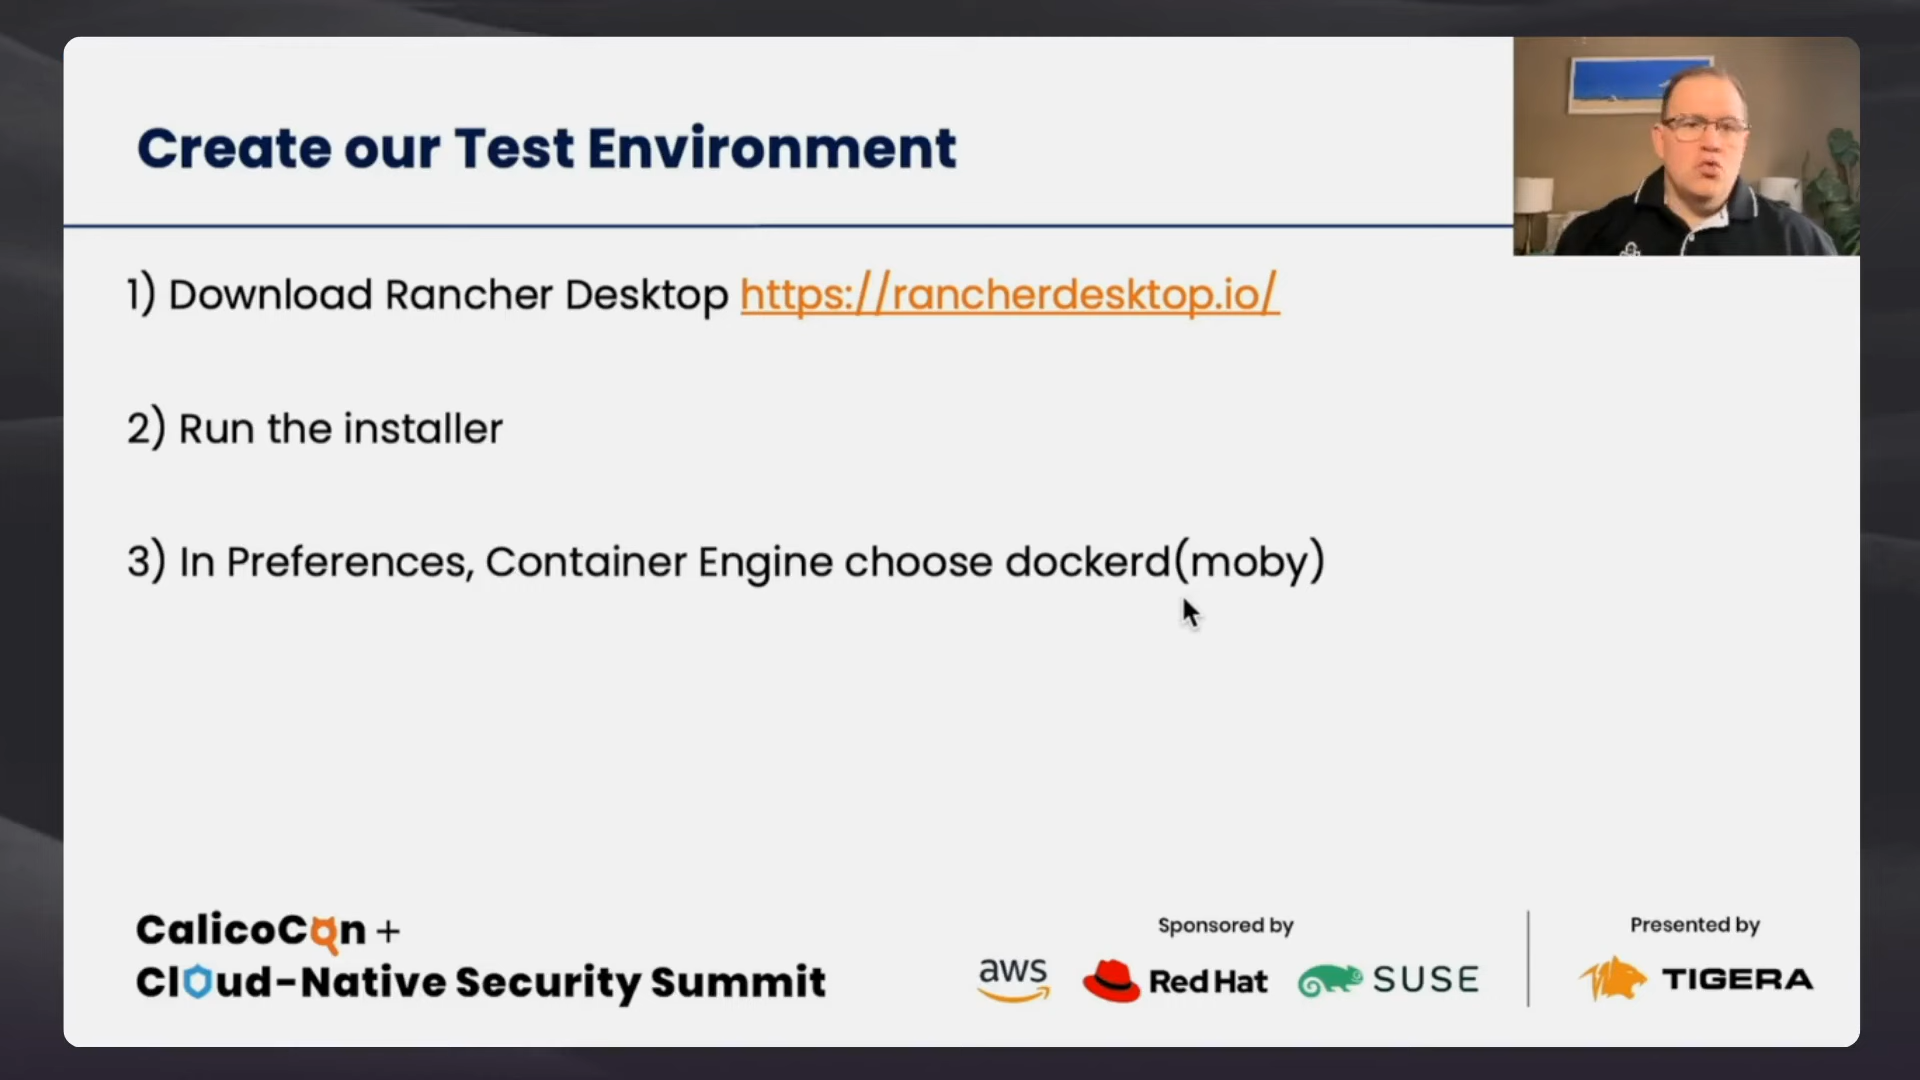 Create our Test Environment
1) Download Rancher Desktop https://rancherdesktop.io/
2) Run the installer
3) In Preferences, Container Engine choose dockerd(moby)
CalicoCon +
Cloud-Native Security Summit
Sponsored by
aws
Red Hat
SUSE
Presented by
TIGERA